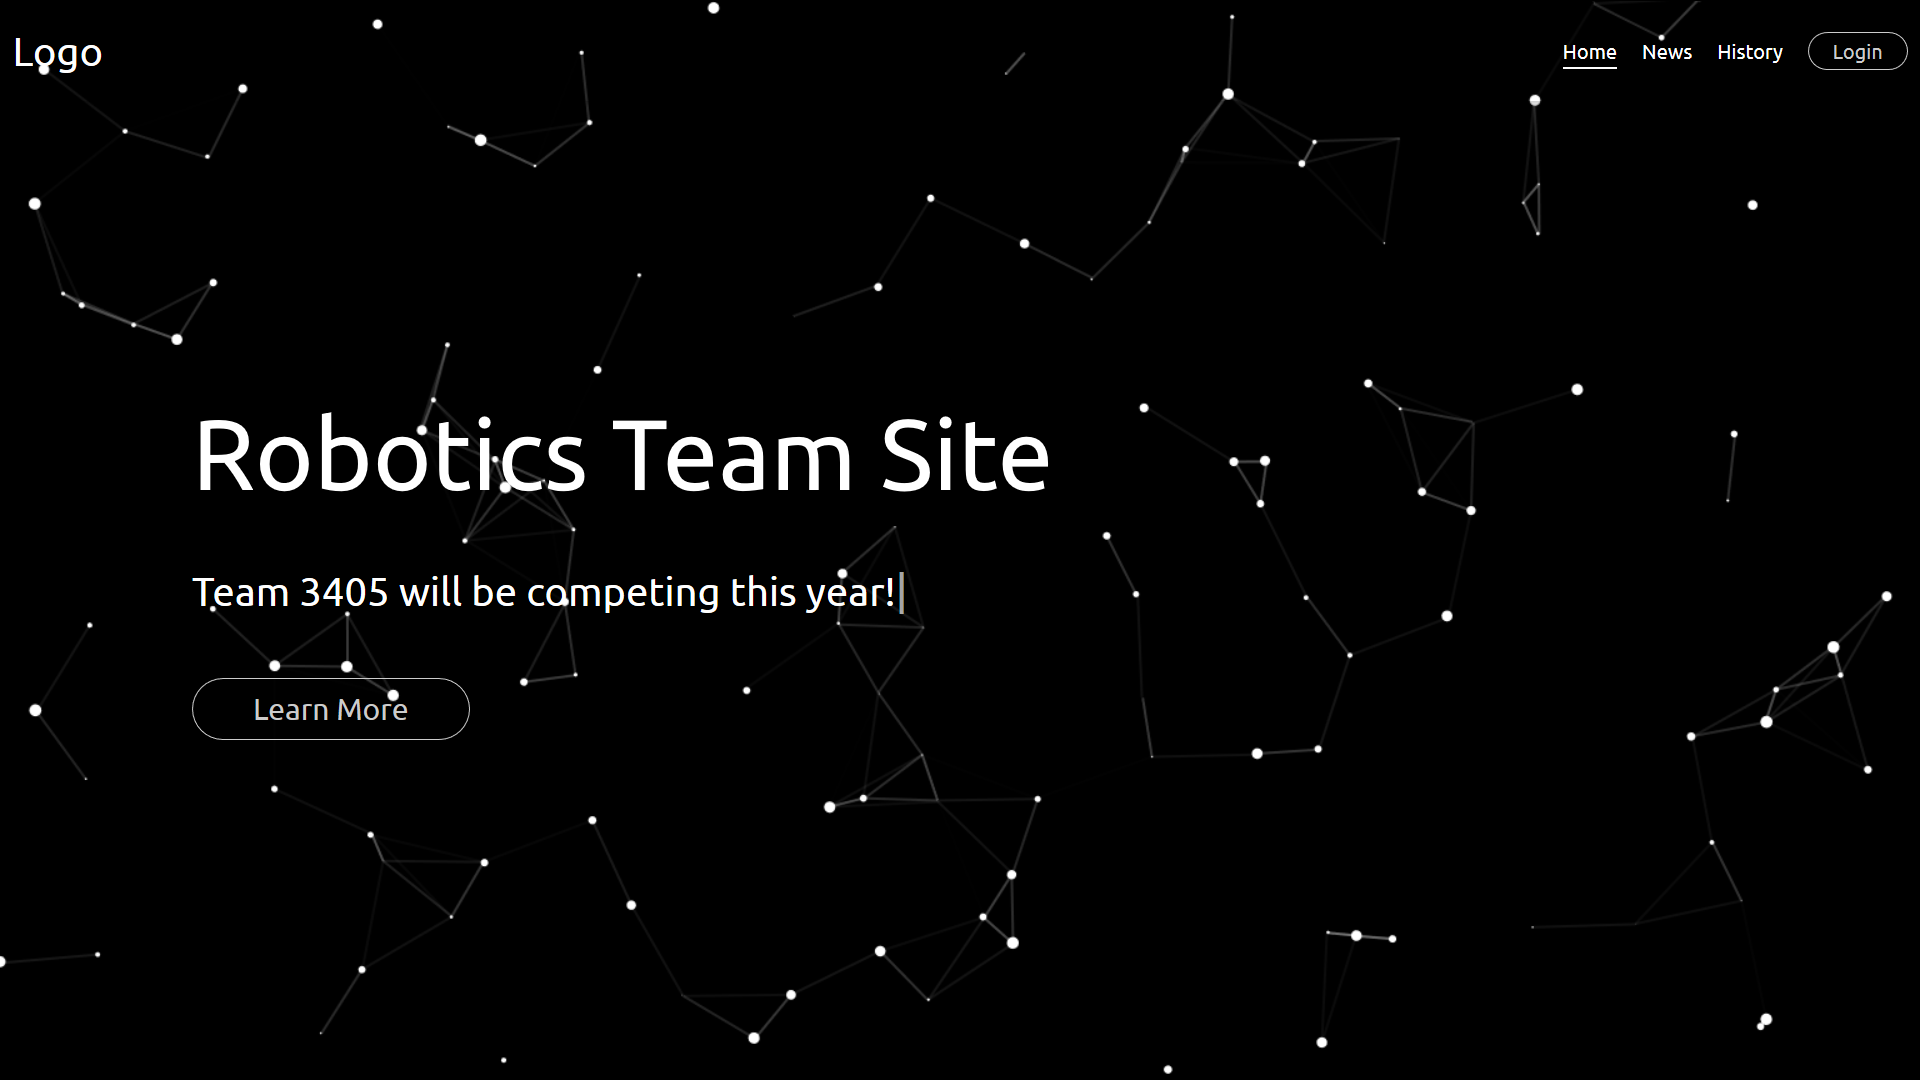 Logo
Home News History Login
Robotics Team Site
Team 3405 will be competing this year!
Learn More